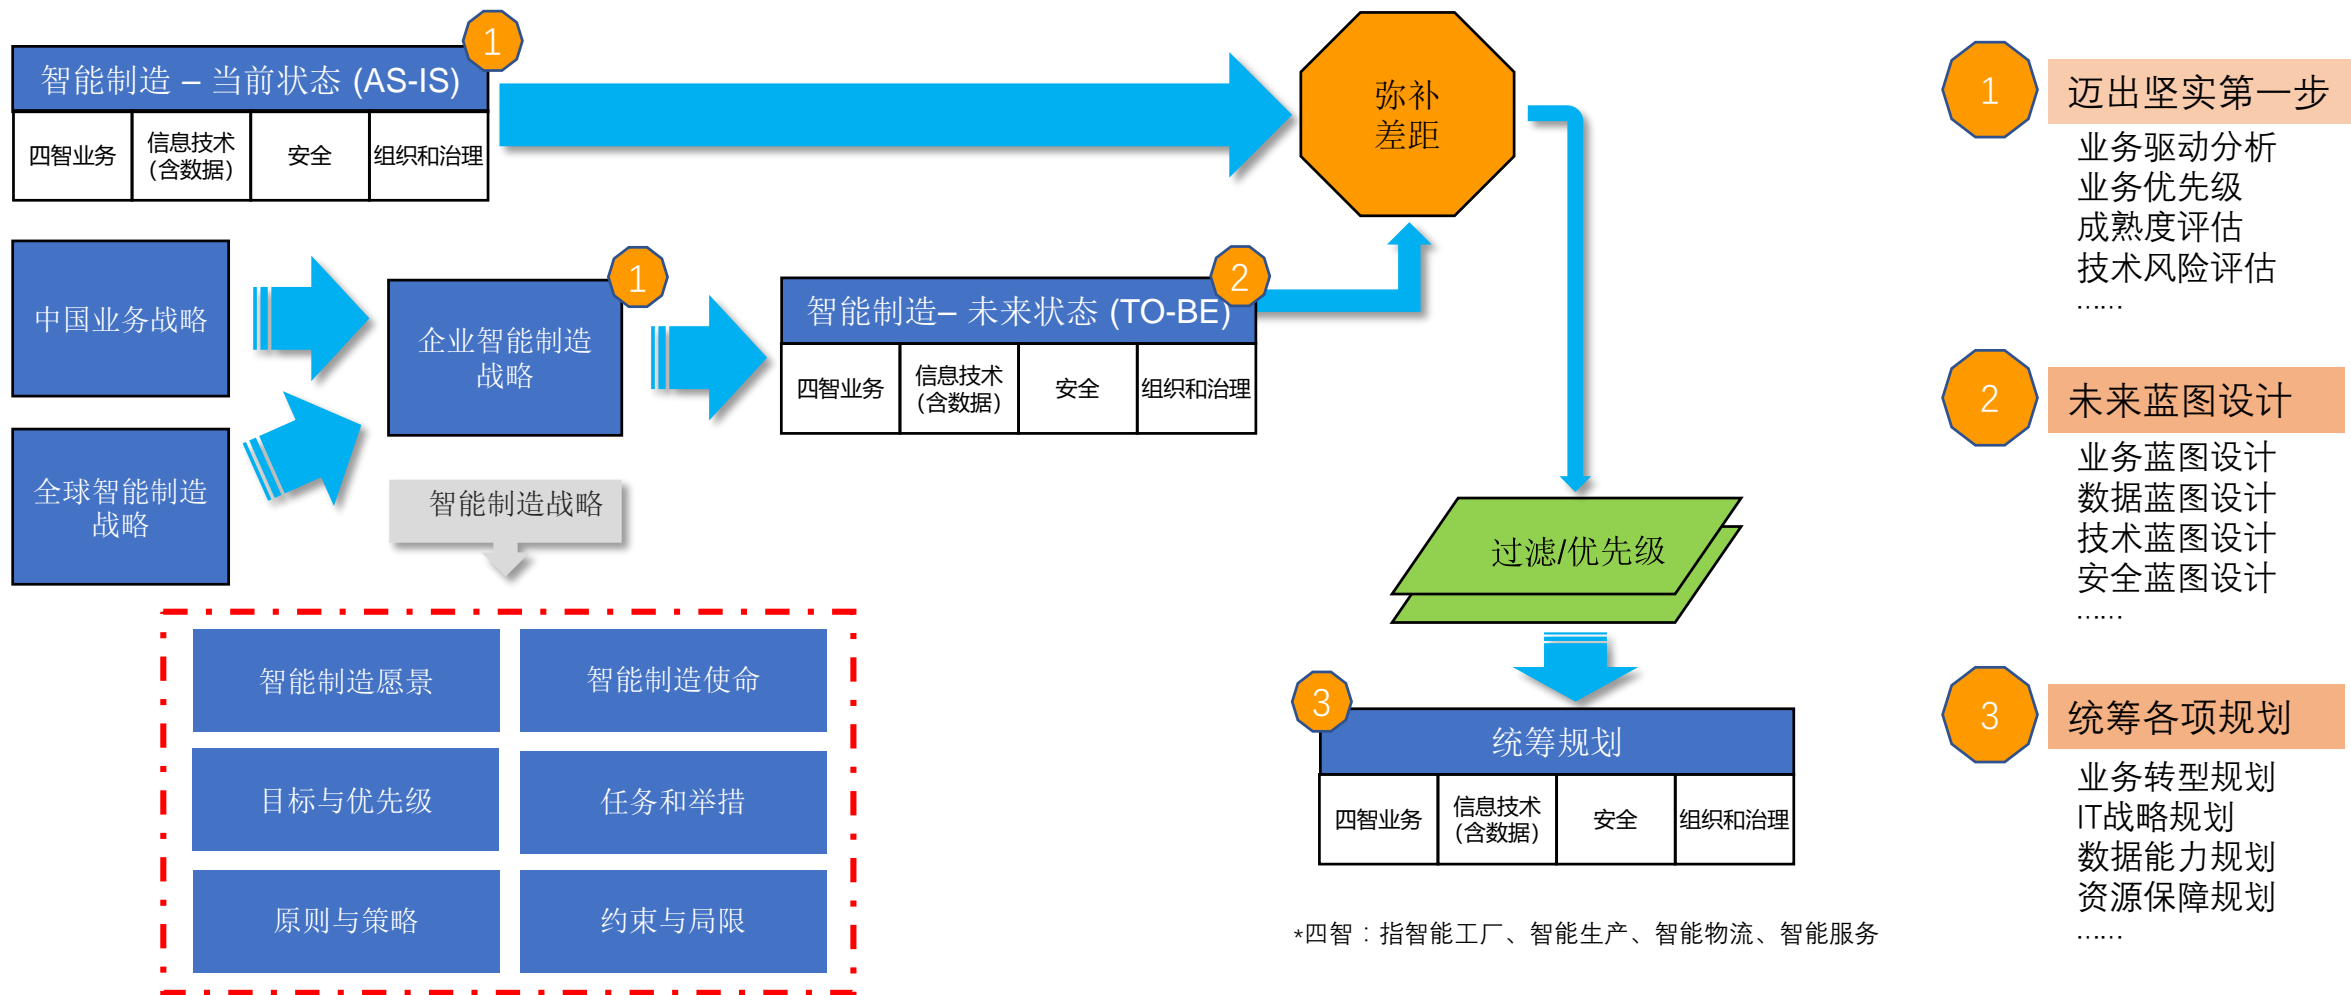 1
智能制造 – 当前状态 (AS-IS)
四智业务
信息技术
(含数据)
安全
组织和治理
弥补
差距
中国业务战略
全球智能制造
战略
1
企业智能制造
战略
2
智能制造– 未来状态 (TO-BE)
四智业务
信息技术
(含数据)
安全
组织和治理
智能制造战略
智能制造愿景
智能制造使命
目标与优先级
任务和举措
原则与策略
约束与局限
过滤/优先级
3
统筹规划
四智业务
信息技术
(含数据)
安全
组织和治理
*四智：指智能工厂、智能生产、智能物流、智能服务
1
迈出坚实第一步
业务驱动分析
业务优先级
成熟度评估
技术风险评估
……
2
未来蓝图设计
业务蓝图设计
数据蓝图设计
技术蓝图设计
安全蓝图设计
……
3
统筹各项规划
业务转型规划
IT战略规划
数据能力规划
资源保障规划
……